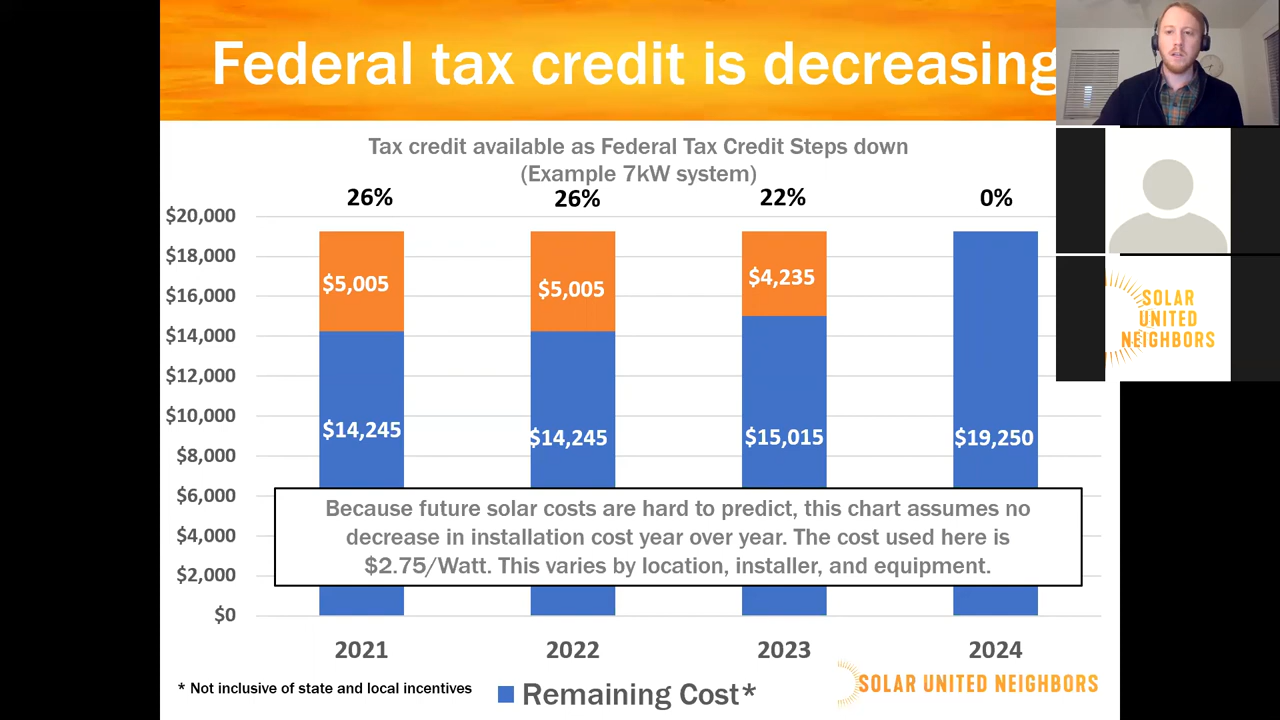 Federal tax credit is decreasing
Tax credit available as Federal Tax Credit Steps down
(Example 7kW system)
26%
26%
22%
0%
$20,000
$18,000
$16,000
$14,000
$12,000
$10,000
$8,000
$6,000
$4,000
$2,000
$0
$5,005
$5,005
$4,235
$14,245
$14,245
$15,015
$19,250
Because future solar costs are hard to predict, this chart assumes no
decrease in installation cost year over year. The cost used here is
$2.75/Watt. This varies by location, installer, and equipment.
2021
2022
2023
2024
* Not inclusive of state and local incentives
Remaining Cost*
SOLAR UNITED NEIGHBORS
SOLAR
UNITED
NEIGHBORS